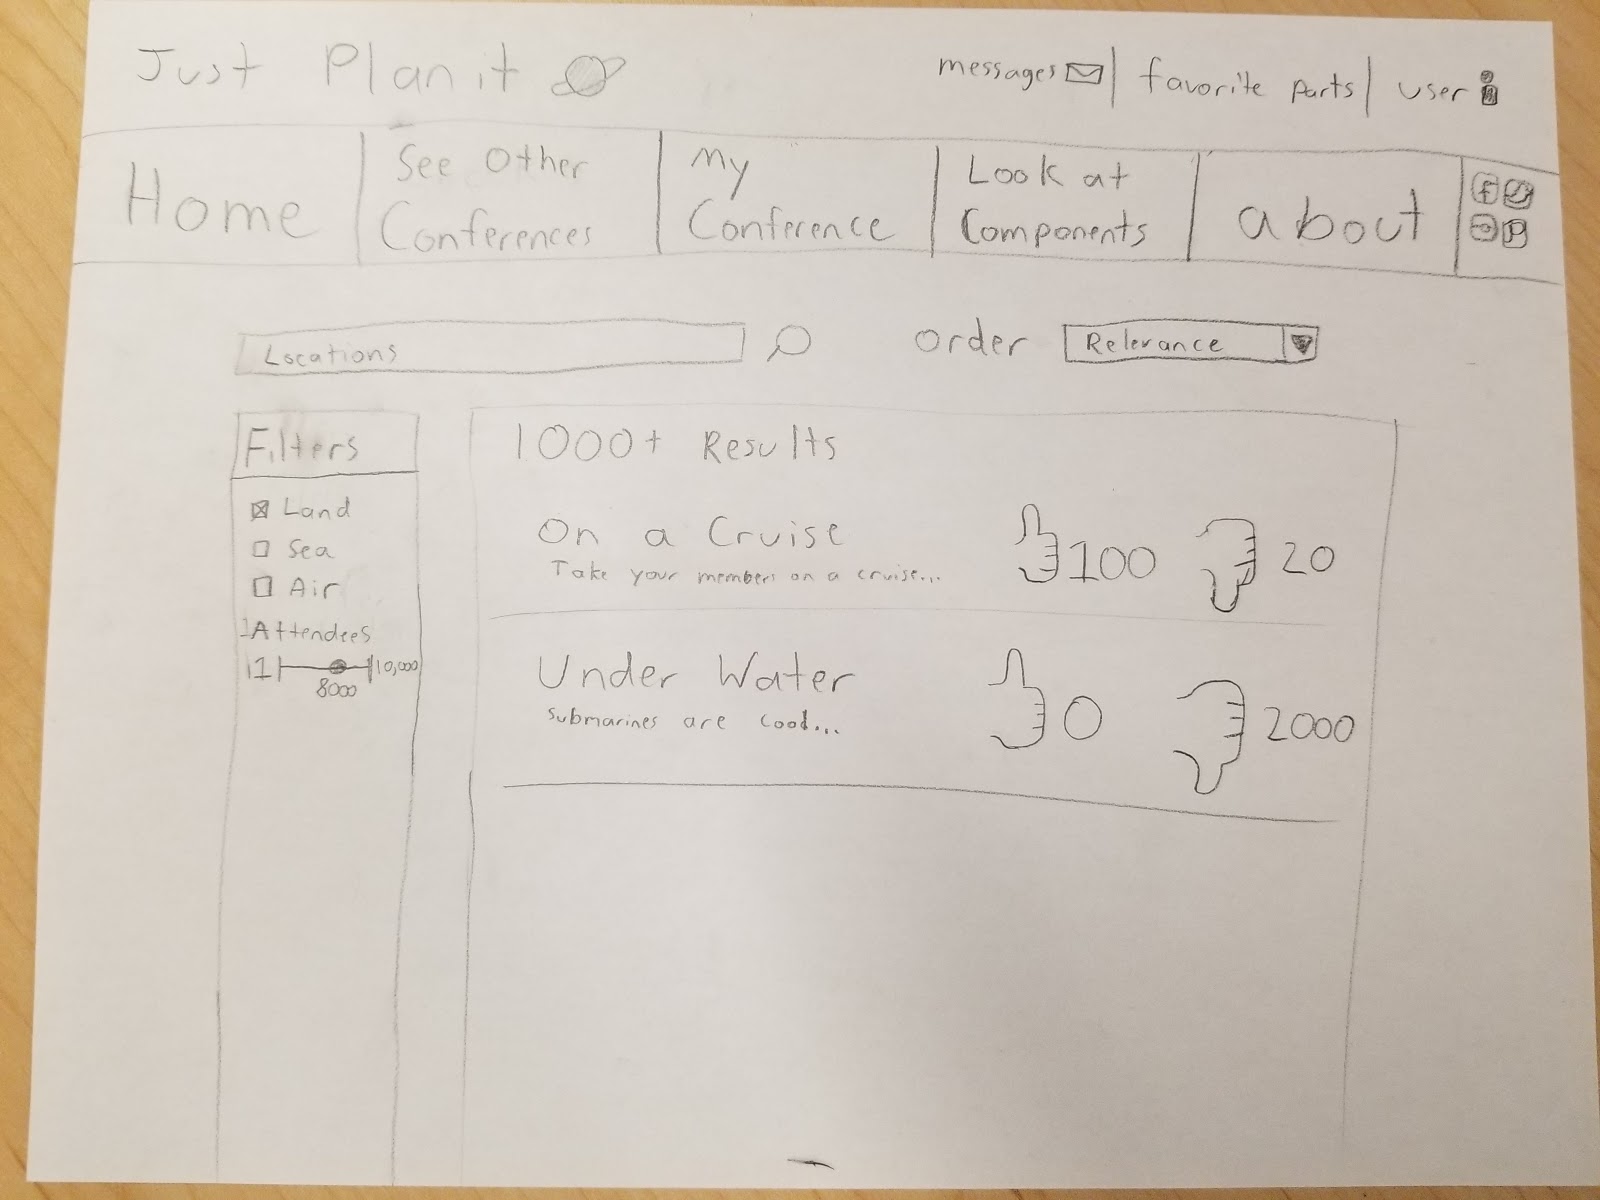 Just Planit
messages | favorite parts | user
Home
See Other
Conferences
My
Conference
Look at
Components
about
f
P
Locations
Order
Relevance
Filters
Land
Sea
Air
Attendees
1
10,000
8000
1000+ Results
On a Cruise
Take your members on a cruise...
100
20
Under Water
Submarines are
0
2000